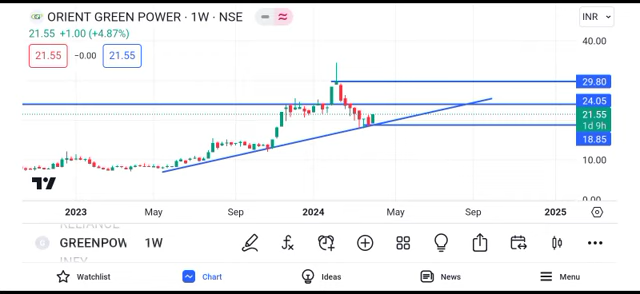 ORIENT GREEN POWER · 1W · NSE
INR
21.55 +1.00 (+4.87%)
21.55 −0.00 21.55
40.00
29.80
24.05
21.55
1d 9h
18.85
10.00
0.00
2023 May Sep 2024 May Sep 2025
RELIANCE
GREENPOW 1W
Watchlist Chart Ideas News Menu